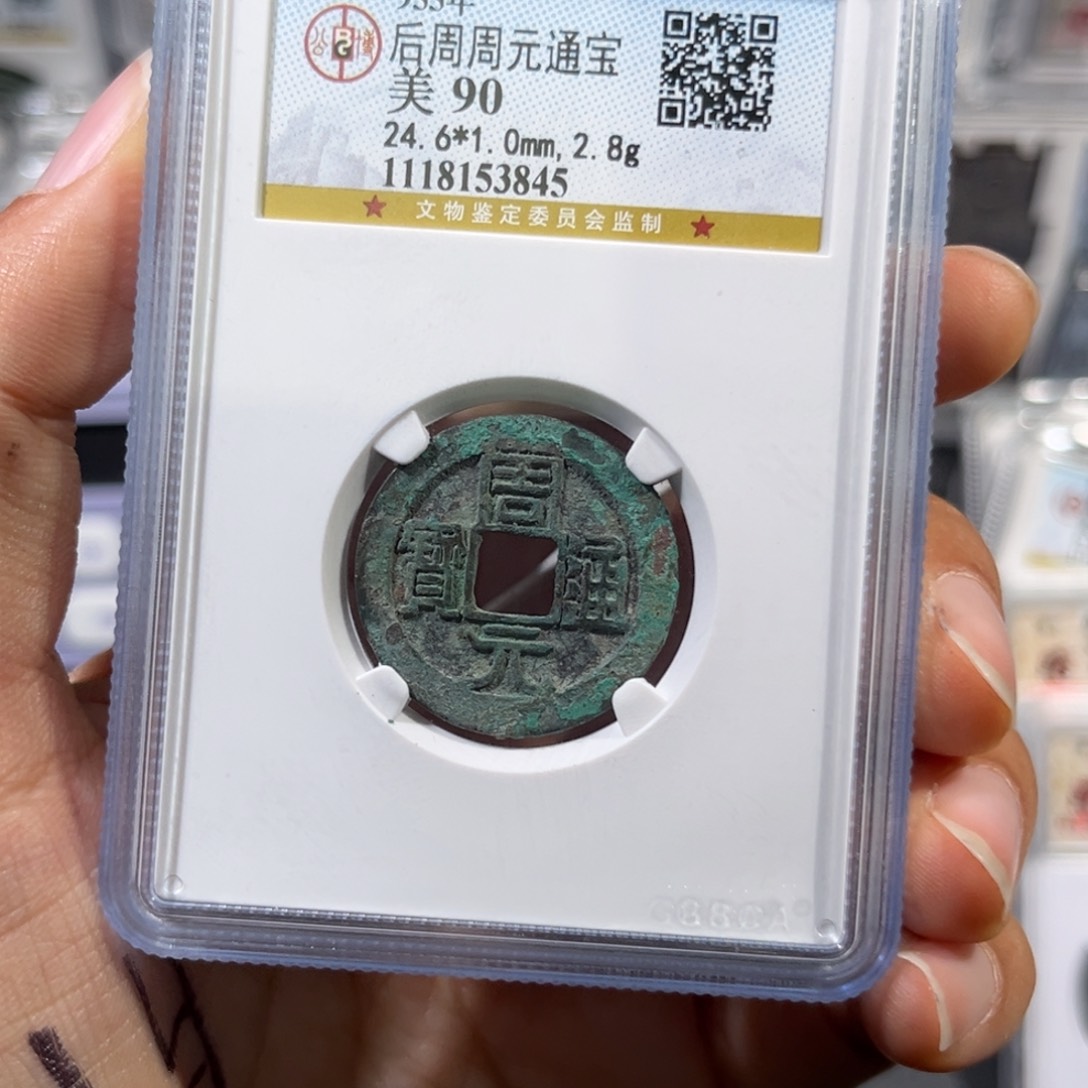 后周周元通宝
美 90
24.6*1.0mm,2.8g
1118153845
文物鉴定委员会监制
周元通寳